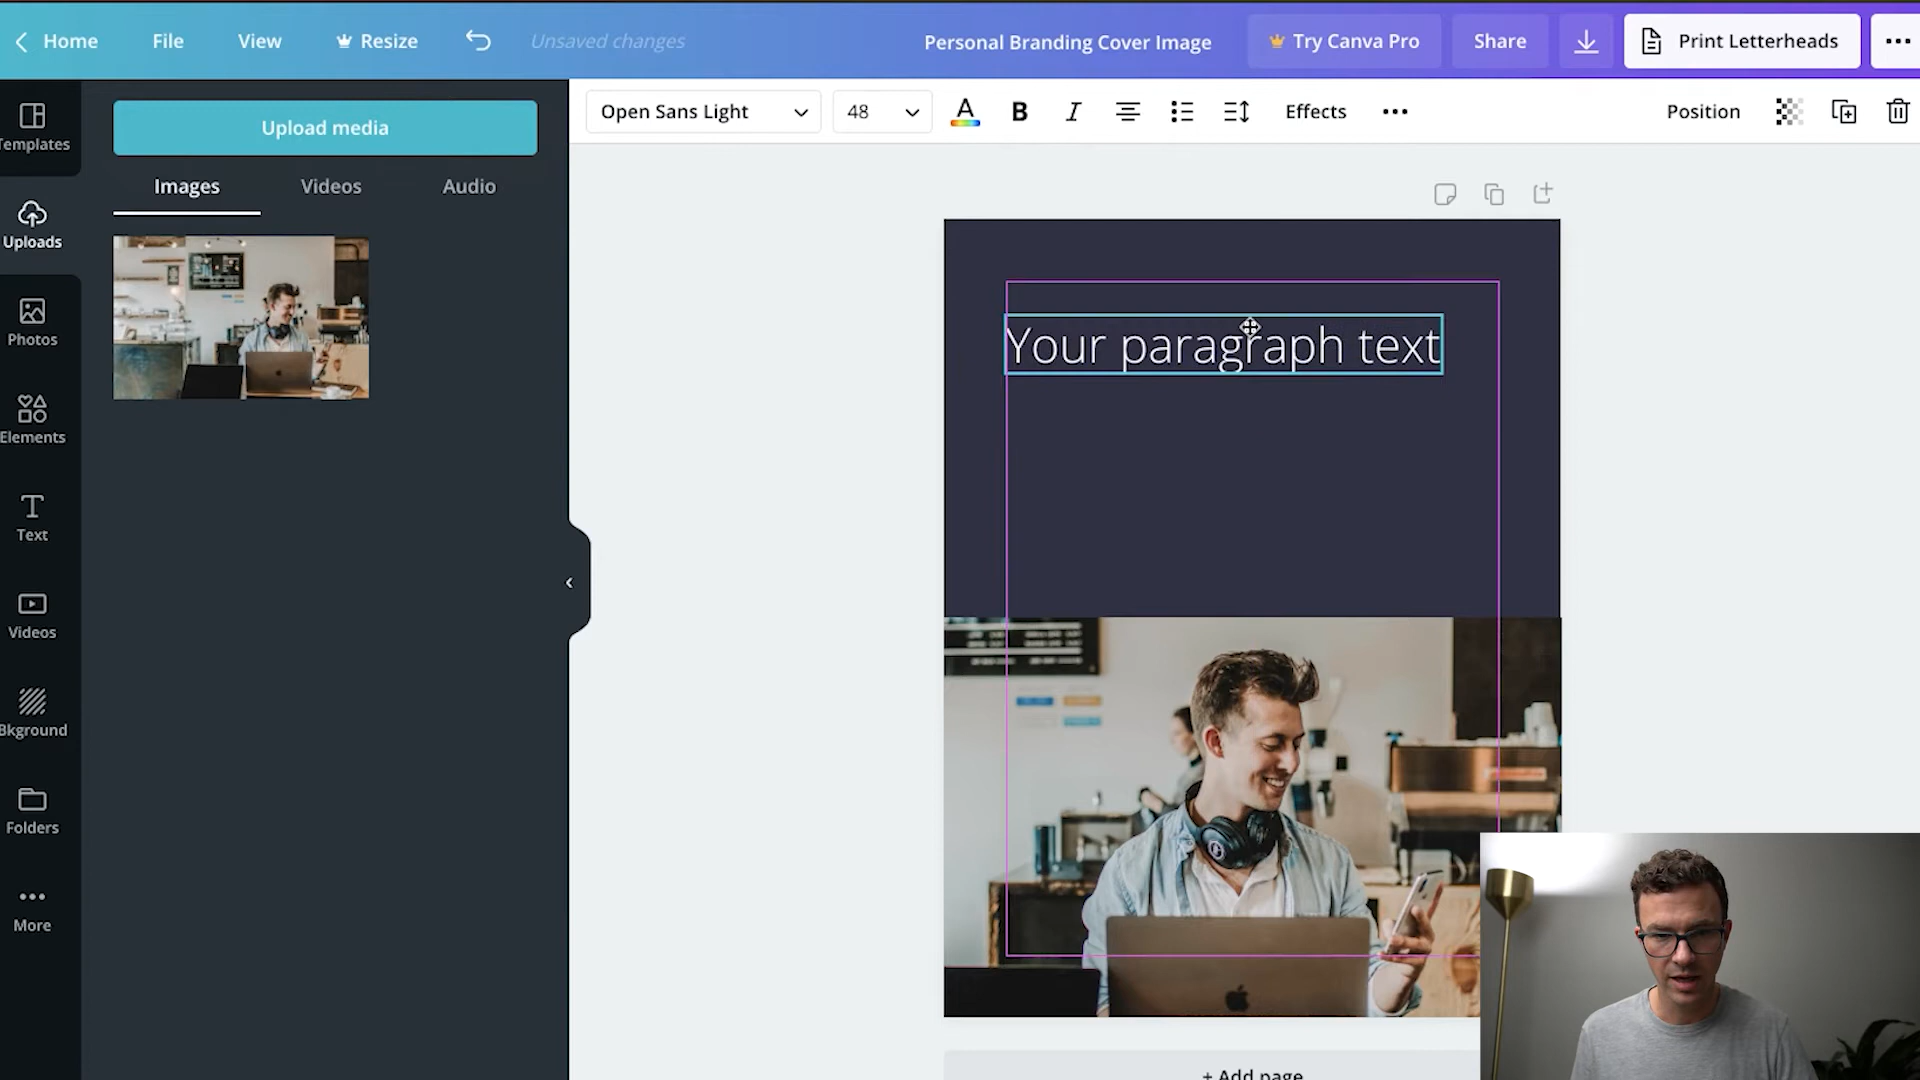 Home
File
View
Resize
Unsaved changes
Personal Branding Cover Image
Try Canva Pro
Share
Print Letterheads
Templates
Uploads
Photos
Elements
Text
Videos
Bkground
Folders
More
Upload media
Images
Videos
Audio
Open Sans Light
48
A
B
I
Effects
Position
Your paragraph text
+ Add page